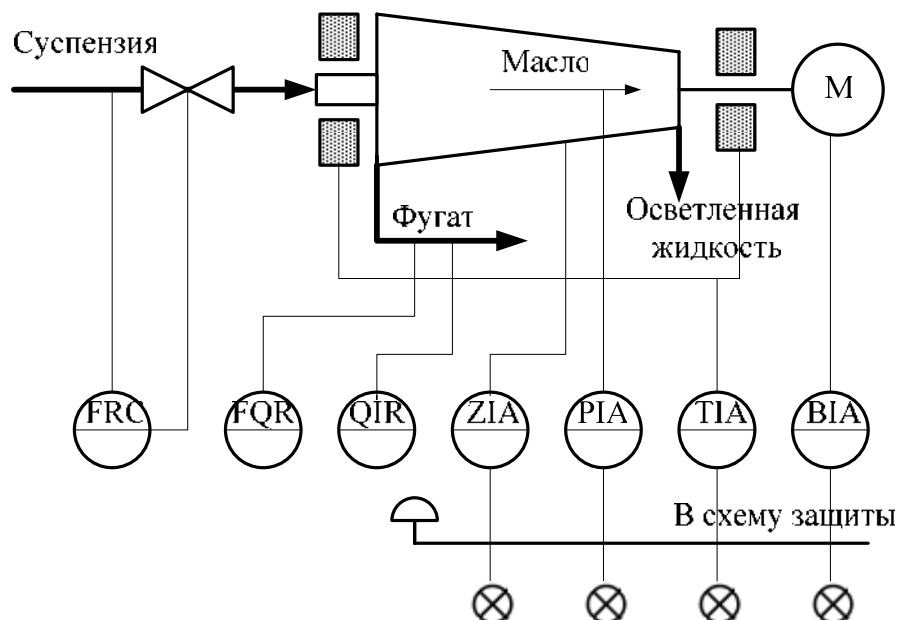 Суспензия
Масло
М
Фугат
Осветленная
жидкость
FRC
FQR
QIR
ZIA
PIA
TIA
BIA
В схему защиты